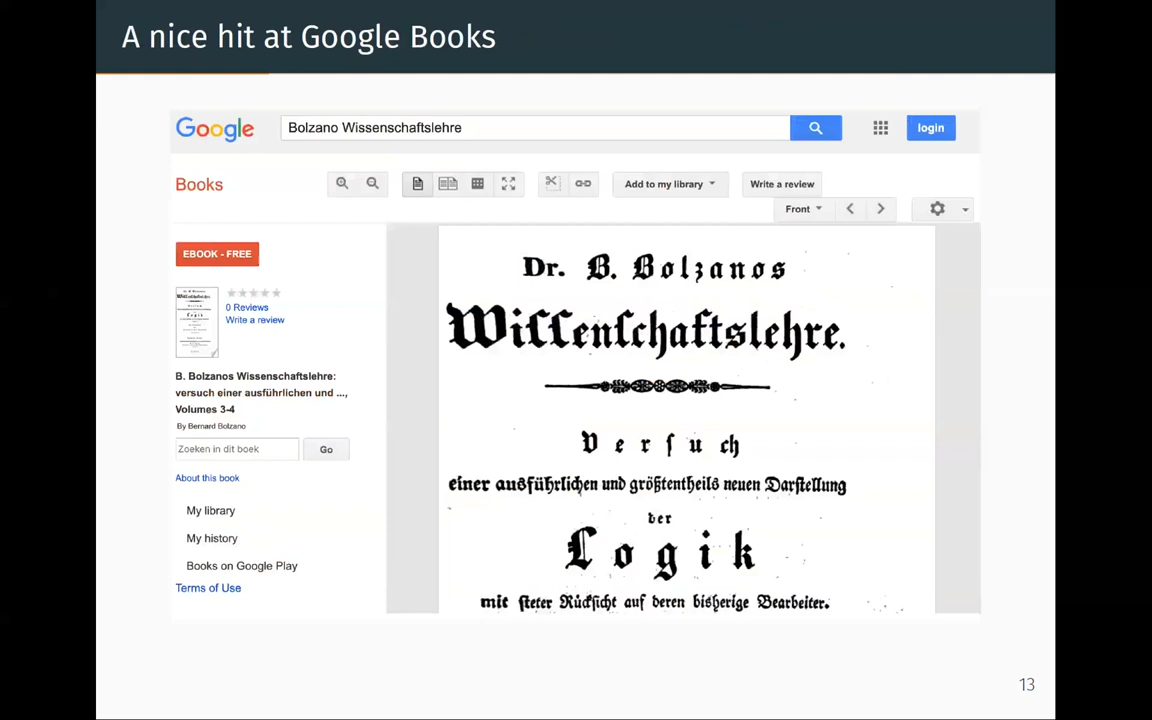 A nice hit at Google Books
Google
Bolzano Wissenschaftslehre
login
Books
Add to my library
Write a review
Front
EBOOK - FREE
0 Reviews
Write a review
B. Bolzanos Wissenschaftslehre:
versuch einer ausführlichen und ...,
Volumes 3-4
By Bernard Bolzano
Zoeken in dit boek
Go
About this book
My library
My history
Books on Google Play
Terms of Use
Dr. B. Bolzanos
Wiſſenſchaftslehre.
Verſuch
einer ausführlichen und größtentheils neuen Darſtellung
der
Logik
mit ſteter Rückſicht auf deren bisherige Bearbeiter.
13